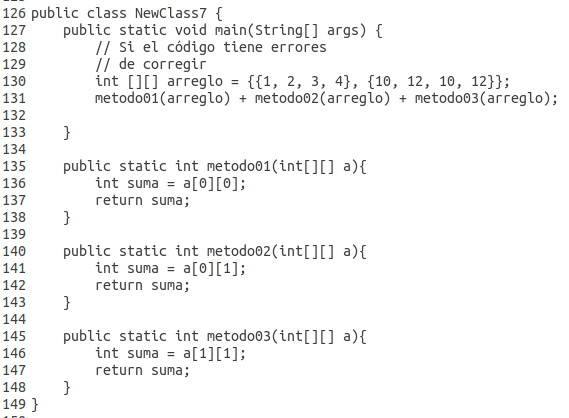 126 public class NewClass7 {
127     public static void main(String[] args) {
128         // Si el código tiene errores
129         // de corregir
130         int [][] arreglo = {{1, 2, 3, 4}, {10, 12, 10, 12}};
131         metodo01(arreglo) + metodo02(arreglo) + metodo03(arreglo);
132
133     }
134
135     public static int metodo01(int[][] a){
136         int suma = a[0][0];
137         return suma;
138     }
139
140     public static int metodo02(int[][] a){
141         int suma = a[0][1];
142         return suma;
143     }
144
145     public static int metodo03(int[][] a){
146         int suma = a[1][1];
147         return suma;
148     }
149 }